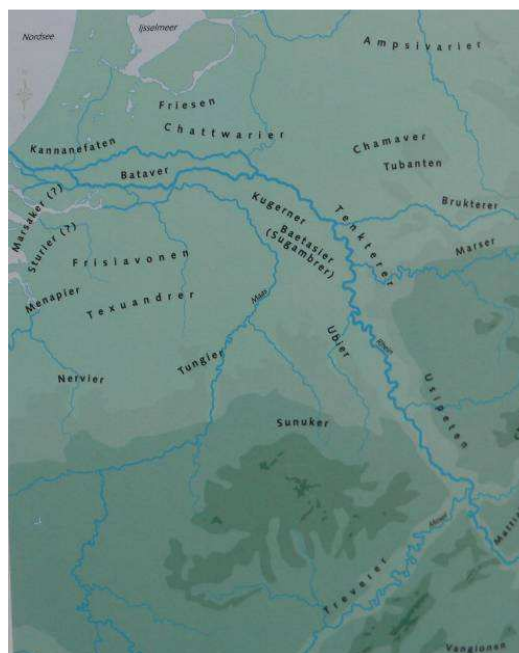 Nordsee
Ijsselmeer
Ampsivarier
Friesen
Chattwarier
Kannanefaten
Chamaver
Tubanten
Bataver
Marsaker (?)
Sturier (?)
Kugerner
Baetasier
(Sugambrer)
Tenkterer
Brukterer
Marser
Frisiavonen
Menapier
Texuandrer
Maas
Tungrer
Ubier
Rhein
Nervier
Usipeten
Sunuker
Mosel
Treverer
Vangionen